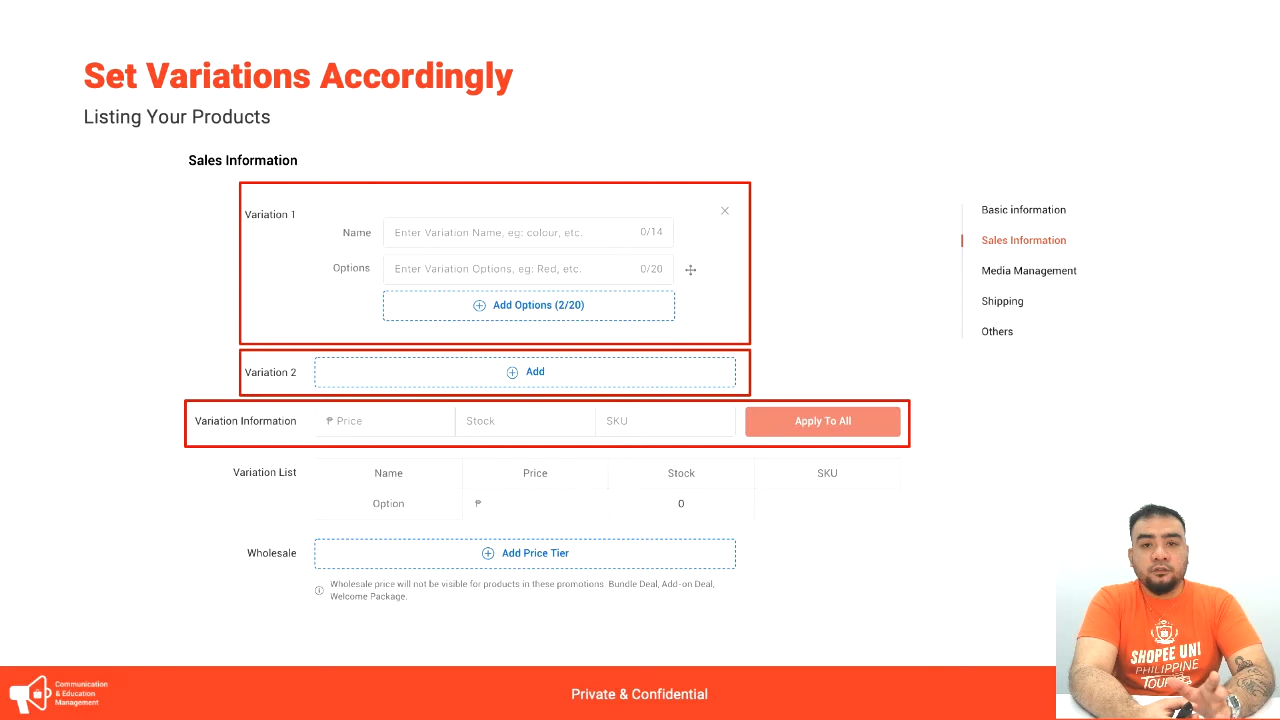 Set Variations Accordingly
Listing Your Products
Sales Information
Variation 1
Name
Enter Variation Name, eg: colour, etc.
0/14
Options
Enter Variation Options, eg: Red, etc.
0/20
Add Options (2/20)
Variation 2
Add
Variation Information
₱ Price
Stock
SKU
Apply To All
Variation List
Name
Price
Stock
SKU
Option
₱
0
Wholesale
Add Price Tier
Wholesale price will not be visible for products in these promotions Bundle Deal, Add-on Deal,
Welcome Package.
Basic information
Sales Information
Media Management
Shipping
Others
SHOPEE UNI
PHILIPPINE
TOUR
Communication
& Education
Management
Private & Confidential